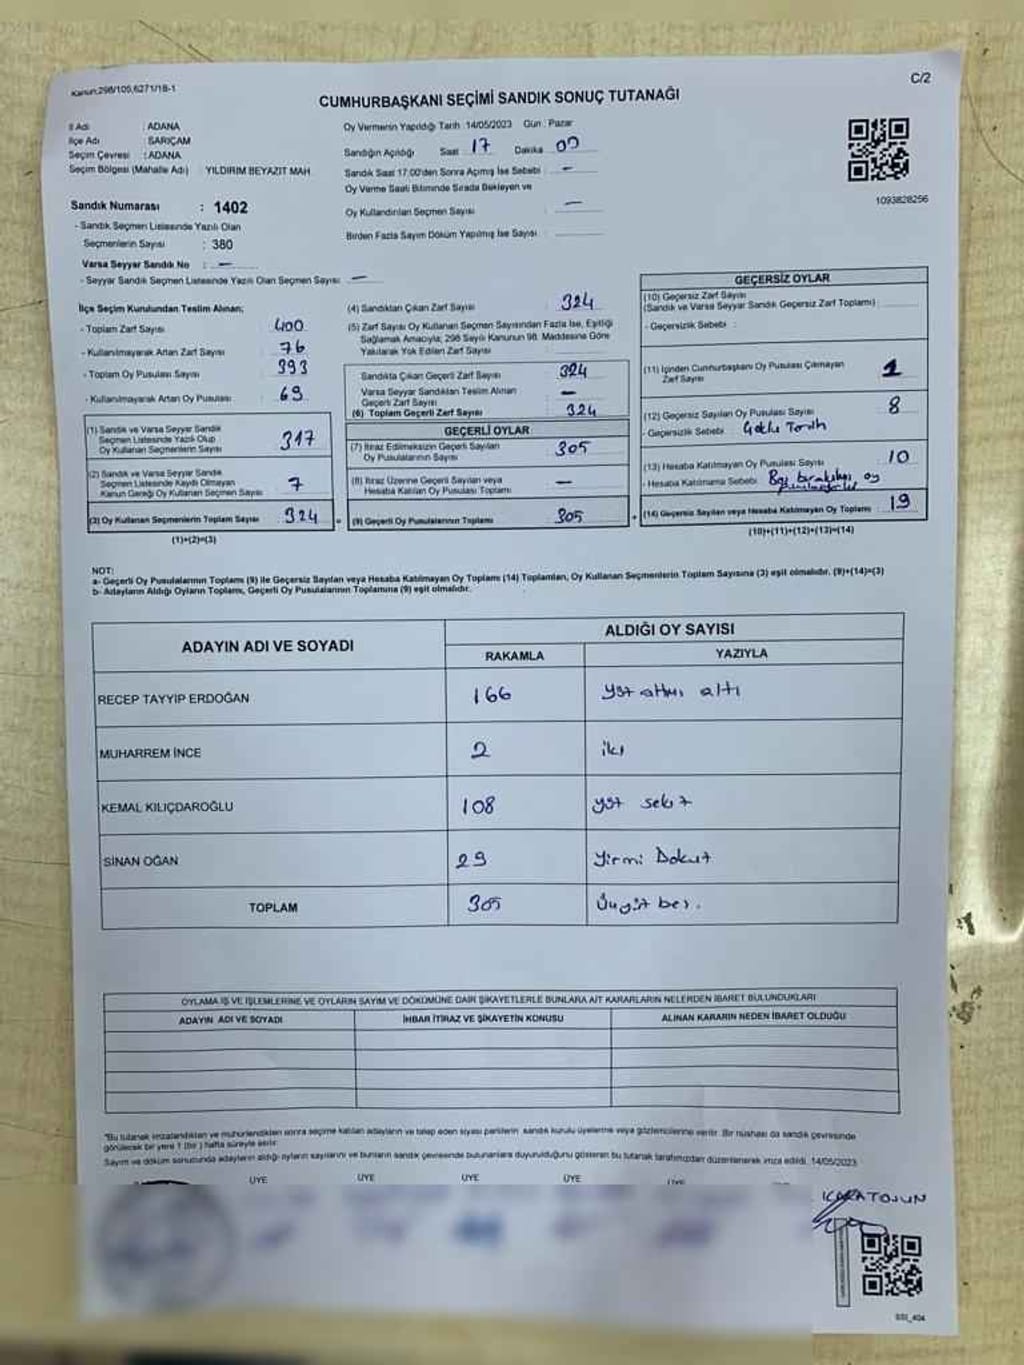 Kanun:298/105,6271/18-1
C/2
CUMHURBAŞKANI SEÇİMİ SANDIK SONUÇ TUTANAĞI
İl Adı : ADANA
İlçe Adı : SARIÇAM
Seçim Çevresi : ADANA
Seçim Bölgesi (Mahalle Adı) : YILDIRIM BEYAZIT MAH
Oy Vermenin Yapıldığı Tarih :14/05/2023 Gün : Pazar
Sandığın Açıldığı Saat 17 Dakika 00
Sandık Saat 17:00'den Sonra Açmış İse Sebebi : —
Oy Verme Saati Bitiminde Sırada Bekleyen ve
Oy Kullandırılan Seçmen Sayısı : —
Birden Fazla Sayım Döküm Yapılmış İse Sayısı
1093828256
Sandık Numarası : 1402
- Sandık Seçmen Listesinde Yazılı Olan
Seçmenlerin Sayısı : 380
Varsa Seyyar Sandık No : —
- Seyyar Sandık Seçmen Listesinde Yazılı Olan Seçmen Sayısı : —
İlçe Seçim Kurulundan Teslim Alınan;
- Toplam Zarf Sayısı : 400
- Kullanılmayarak Artan Zarf Sayısı : 76
- Toplam Oy Pusulası Sayısı : 393
- Kullanılmayarak Artan Oy Pusulası : 69
(1) Sandık ve Varsa Seyyar Sandık
Seçmen Listesinde Yazılı Olup
Oy Kullanan Seçmenlerin Sayısı 317
(2) Sandık ve Varsa Seyyar Sandık
Seçmen Listesinde Kaydı Olmayan
Kanun Gereği Oy Kullanan Seçmen Sayısı 7
(3) Oy Kullanan Seçmenlerin Toplam Sayısı 324
(1)+(2)=(3)
(4) Sandıktan Çıkan Zarf Sayısı : 324
(5) Zarf Sayısı Oy Kullanan Seçmen Sayısından Fazla İse, Eşitliği
Sağlamak Amacıyla; 298 Sayılı Kanunun 98. Maddesine Göre
Yakılarak Yok Edilen Zarf Sayısı
Sandıkta Çıkan Geçerli Zarf Sayısı 324
Varsa Seyyar Sandıktan Teslim Alınan
Geçerli Zarf Sayısı —
(6) Toplam Geçerli Zarf Sayısı 324
GEÇERLİ OYLAR
(7) İtiraz Edilmeksizin Geçerli Sayılan
Oy Pusulalarının Sayısı 305
(8) İtiraz Üzerine Geçerli Sayılan veya
Hesaba Katılan Oy Pusulası Toplamı —
(9) Geçerli Oy Pusulalarının Toplamı 305
GEÇERSİZ OYLAR
(10) Geçersiz Zarf Sayısı
(Sandık ve Varsa Seyyar Sandık Geçersiz Zarf Toplamı)
- Geçersizlik Sebebi :
(11) İçinden Cumhurbaşkanı Oy Pusulası Çıkmayan
Zarf Sayısı 1
(12) Geçersiz Sayılan Oy Pusulası Sayısı 8
- Geçersizlik Sebebi :
(13) Hesaba Katılmayan Oy Pusulası Sayısı 10
- Hesaba Katılmama Sebebi : Boş bırakılmış oy
(14) Geçersiz Sayılan veya Hesaba Katılmayan Oy Toplamı : 19
(10)+(11)+(12)+(13)=(14)
NOT:
a- Geçerli Oy Pusulalarının Toplamı (9) ile Geçersiz Sayılan veya Hesaba Katılmayan Oy Toplamı (14) Toplamları, Oy Kullanan Seçmenlerin Toplam Sayısına (3) eşit olmalıdır. (9)+(14)=(3)
b- Adayların Aldığı Oyların Toplamı, Geçerli Oy Pusulalarının Toplamına (9) eşit olmalıdır.
ADAYIN ADI VE SOYADI
ALDIĞI OY SAYISI
RAKAMLA YAZIYLA
RECEP TAYYİP ERDOĞAN 166 yüz altmış altı
MUHARREM İNCE 2 iki
KEMAL KILIÇDAROĞLU 108 yüz sekiz
SİNAN OĞAN 29 Yirmi Dokuz
TOPLAM 305 Üçyüz beş.
OYLAMA İŞ VE İŞLEMLERİNE VE OYLARIN SAYIM VE DÖKÜMÜNE DAİR ŞİKAYETLERLE BUNLARA AİT KARARLARIN NELERDEN İBARET BULUNDUKLARI
ADAYIN ADI VE SOYADI İHBAR İTİRAZ VE ŞİKAYETİN KONUSU ALINAN KARARIN NEDEN İBARET OLDUĞU
"Bu tutanak imzalandıktan ve mühürlendikten sonra seçime katılan adayların ve talep eden siyasi partilerin sandık kurulu üyelerine veya gözlemcilerine verilir. Bir nüshası da sandık çevresinde
görülecek bir yere 1 (bir) hafta süreyle asılır.
Sayım ve döküm sonucunda adayların aldığı oyların sayılarını ve bunların sandık çevresinde bulunanlara duyurulduğunu gösteren bu tutanak tarafımızdan düzenlenerek imza edildi. 14/05/2023
ÜYE ÜYE ÜYE ÜYE ÜYE
KARATOSUN
SSI_404